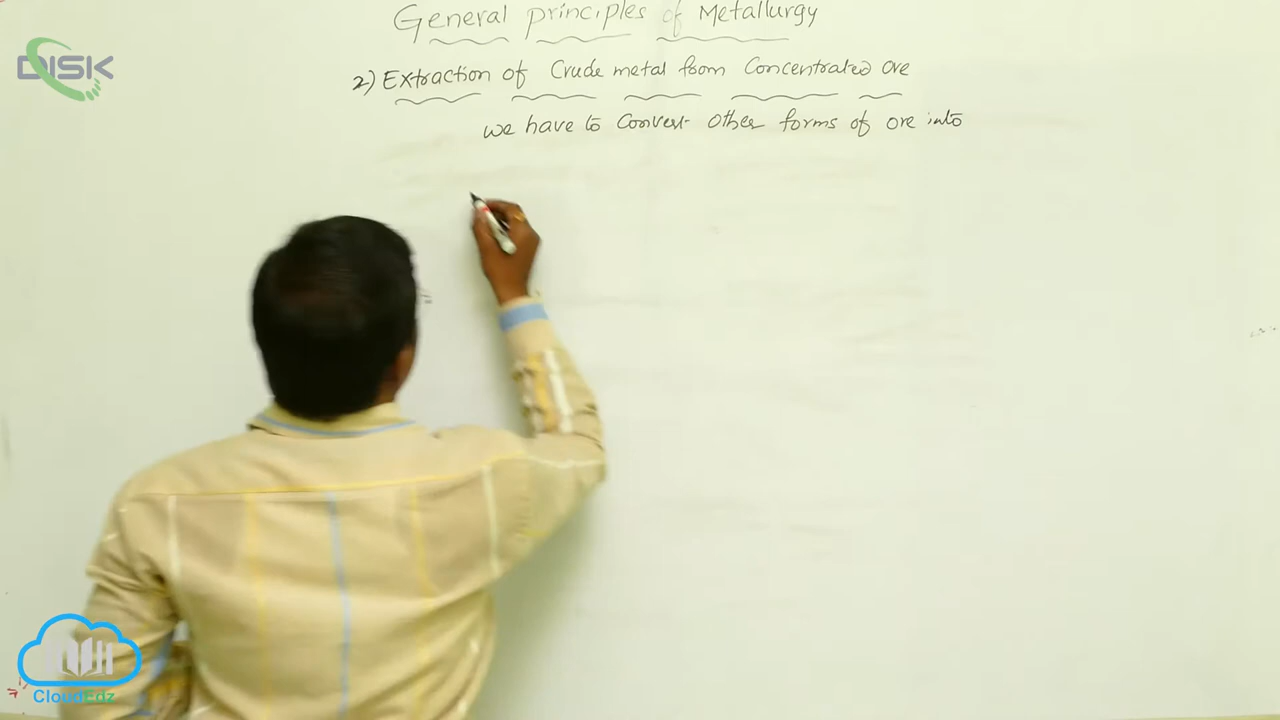 General principles of Metallurgy
DISK
2) Extraction of Crude metal from Concentrated ore
we have to Convert Other forms of ore into
CloudEdz